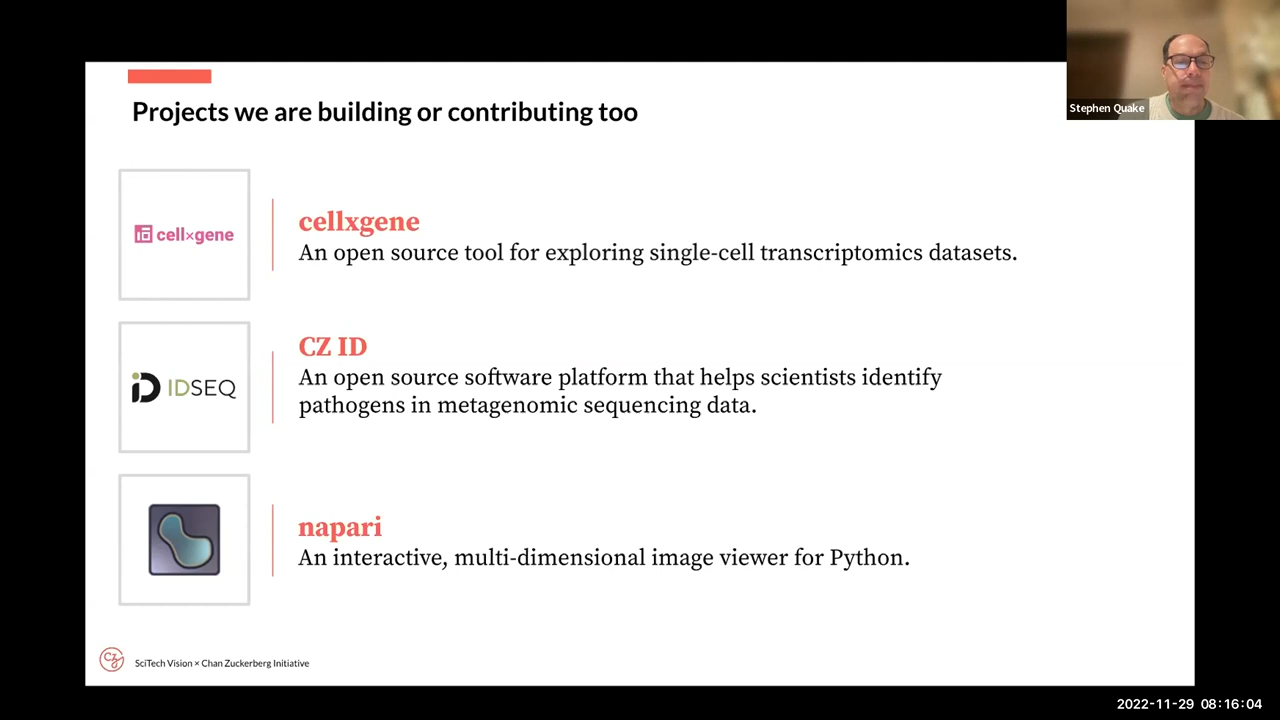 Stephen Quake
Projects we are building or contributing too
cell×gene
cellxgene
An open source tool for exploring single-cell transcriptomics datasets.
IDSEQ
CZ ID
An open source software platform that helps scientists identify
pathogens in metagenomic sequencing data.
napari
An interactive, multi-dimensional image viewer for Python.
CZ
SciTech Vision × Chan Zuckerberg Initiative
2022-11-29 08:16:04